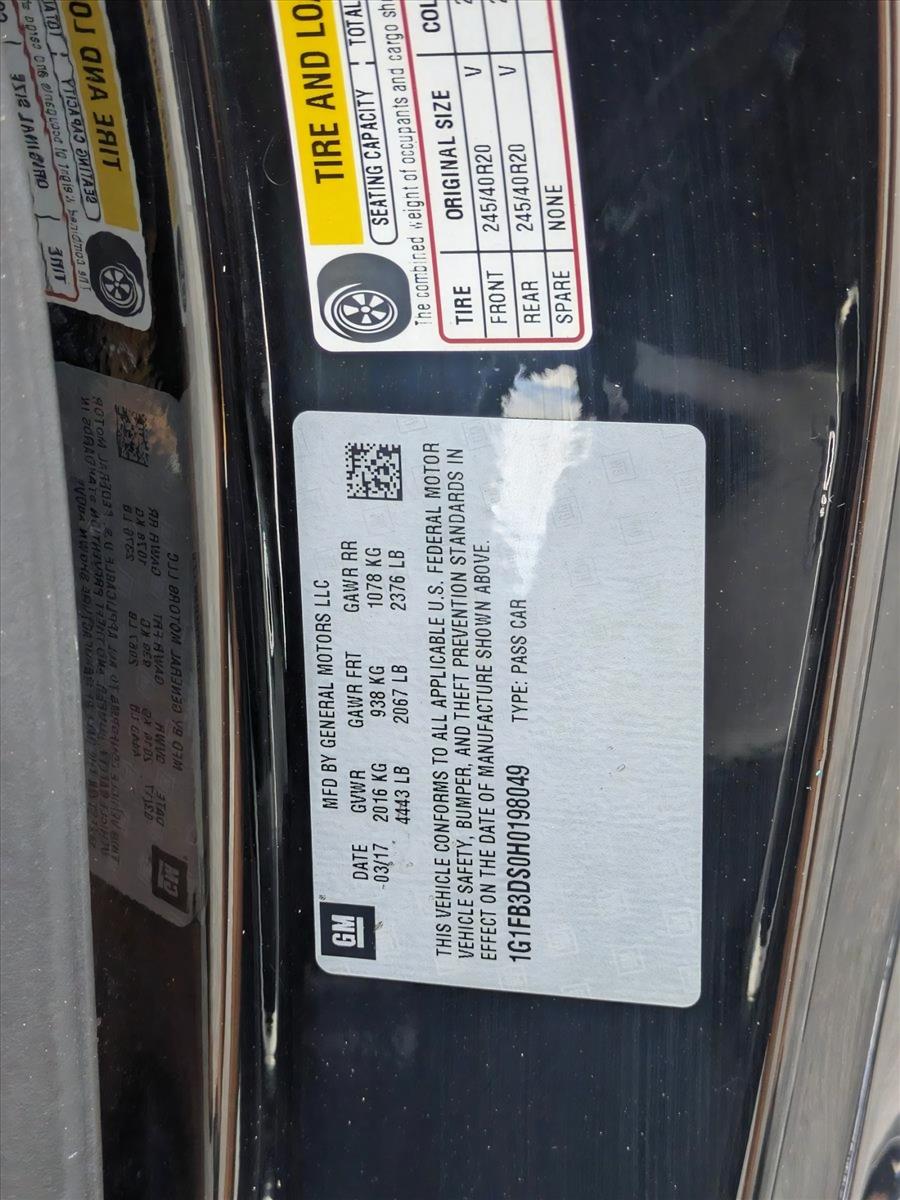 GM
MFD BY GENERAL MOTORS LLC
DATE GVWR GAWR FRT GAWR RR
03/17 2016 KG 938 KG 1078 KG
4443 LB 2067 LB 2376 LB
THIS VEHICLE CONFORMS TO ALL APPLICABLE U.S. FEDERAL MOTOR
VEHICLE SAFETY, BUMPER, AND THEFT PREVENTION STANDARDS IN
EFFECT ON THE DATE OF MANUFACTURE SHOWN ABOVE.
1G1FB3DS0H0198049 TYPE: PASS CAR
TIRE AND LOA
SEATING CAPACITY TOTAL
The combined weight of occupants and cargo sh
TIRE ORIGINAL SIZE COL
FRONT 245/40R20 V
REAR 245/40R20 V
SPARE NONE